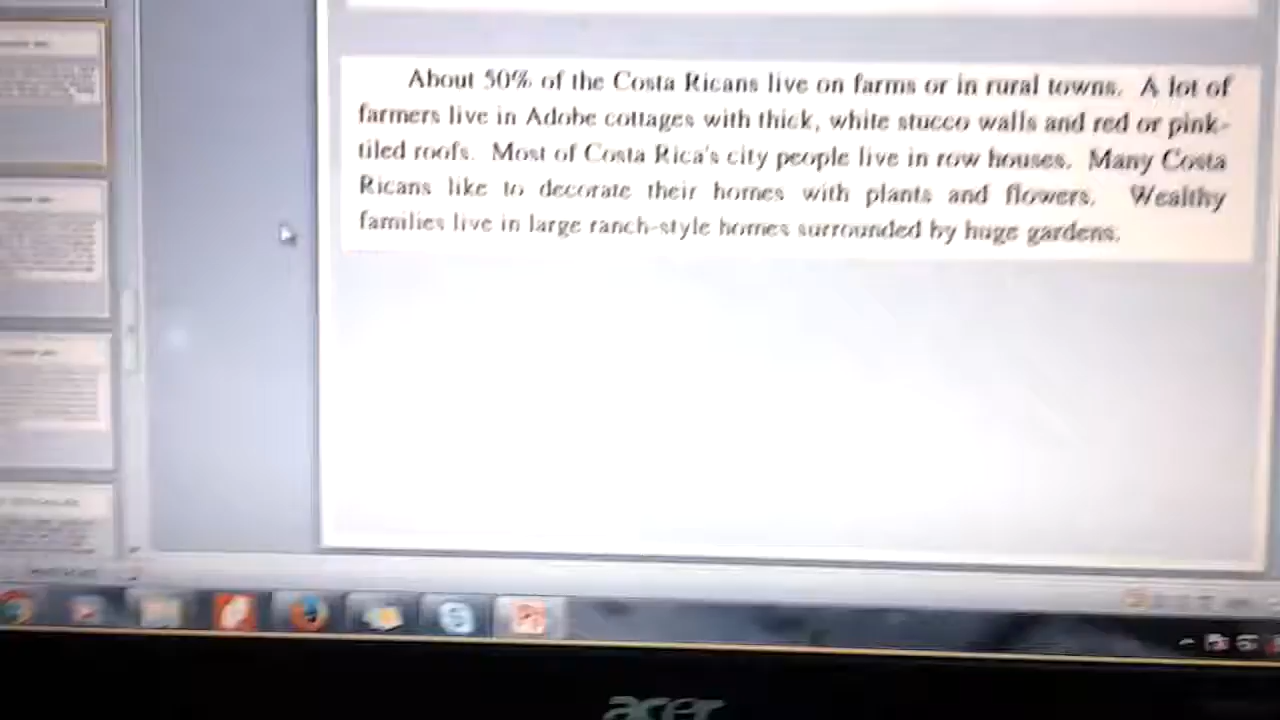 About 50% of the Costa Ricans live on farms or in rural towns. A lot of
farmers live in Adobe cottages with thick, white stucco walls and red or pink-
tiled roofs. Most of Costa Rica's city people live in row houses. Many Costa
Ricans like to decorate their homes with plants and flowers. Wealthy
families live in large ranch-style homes surrounded by huge gardens.
acer